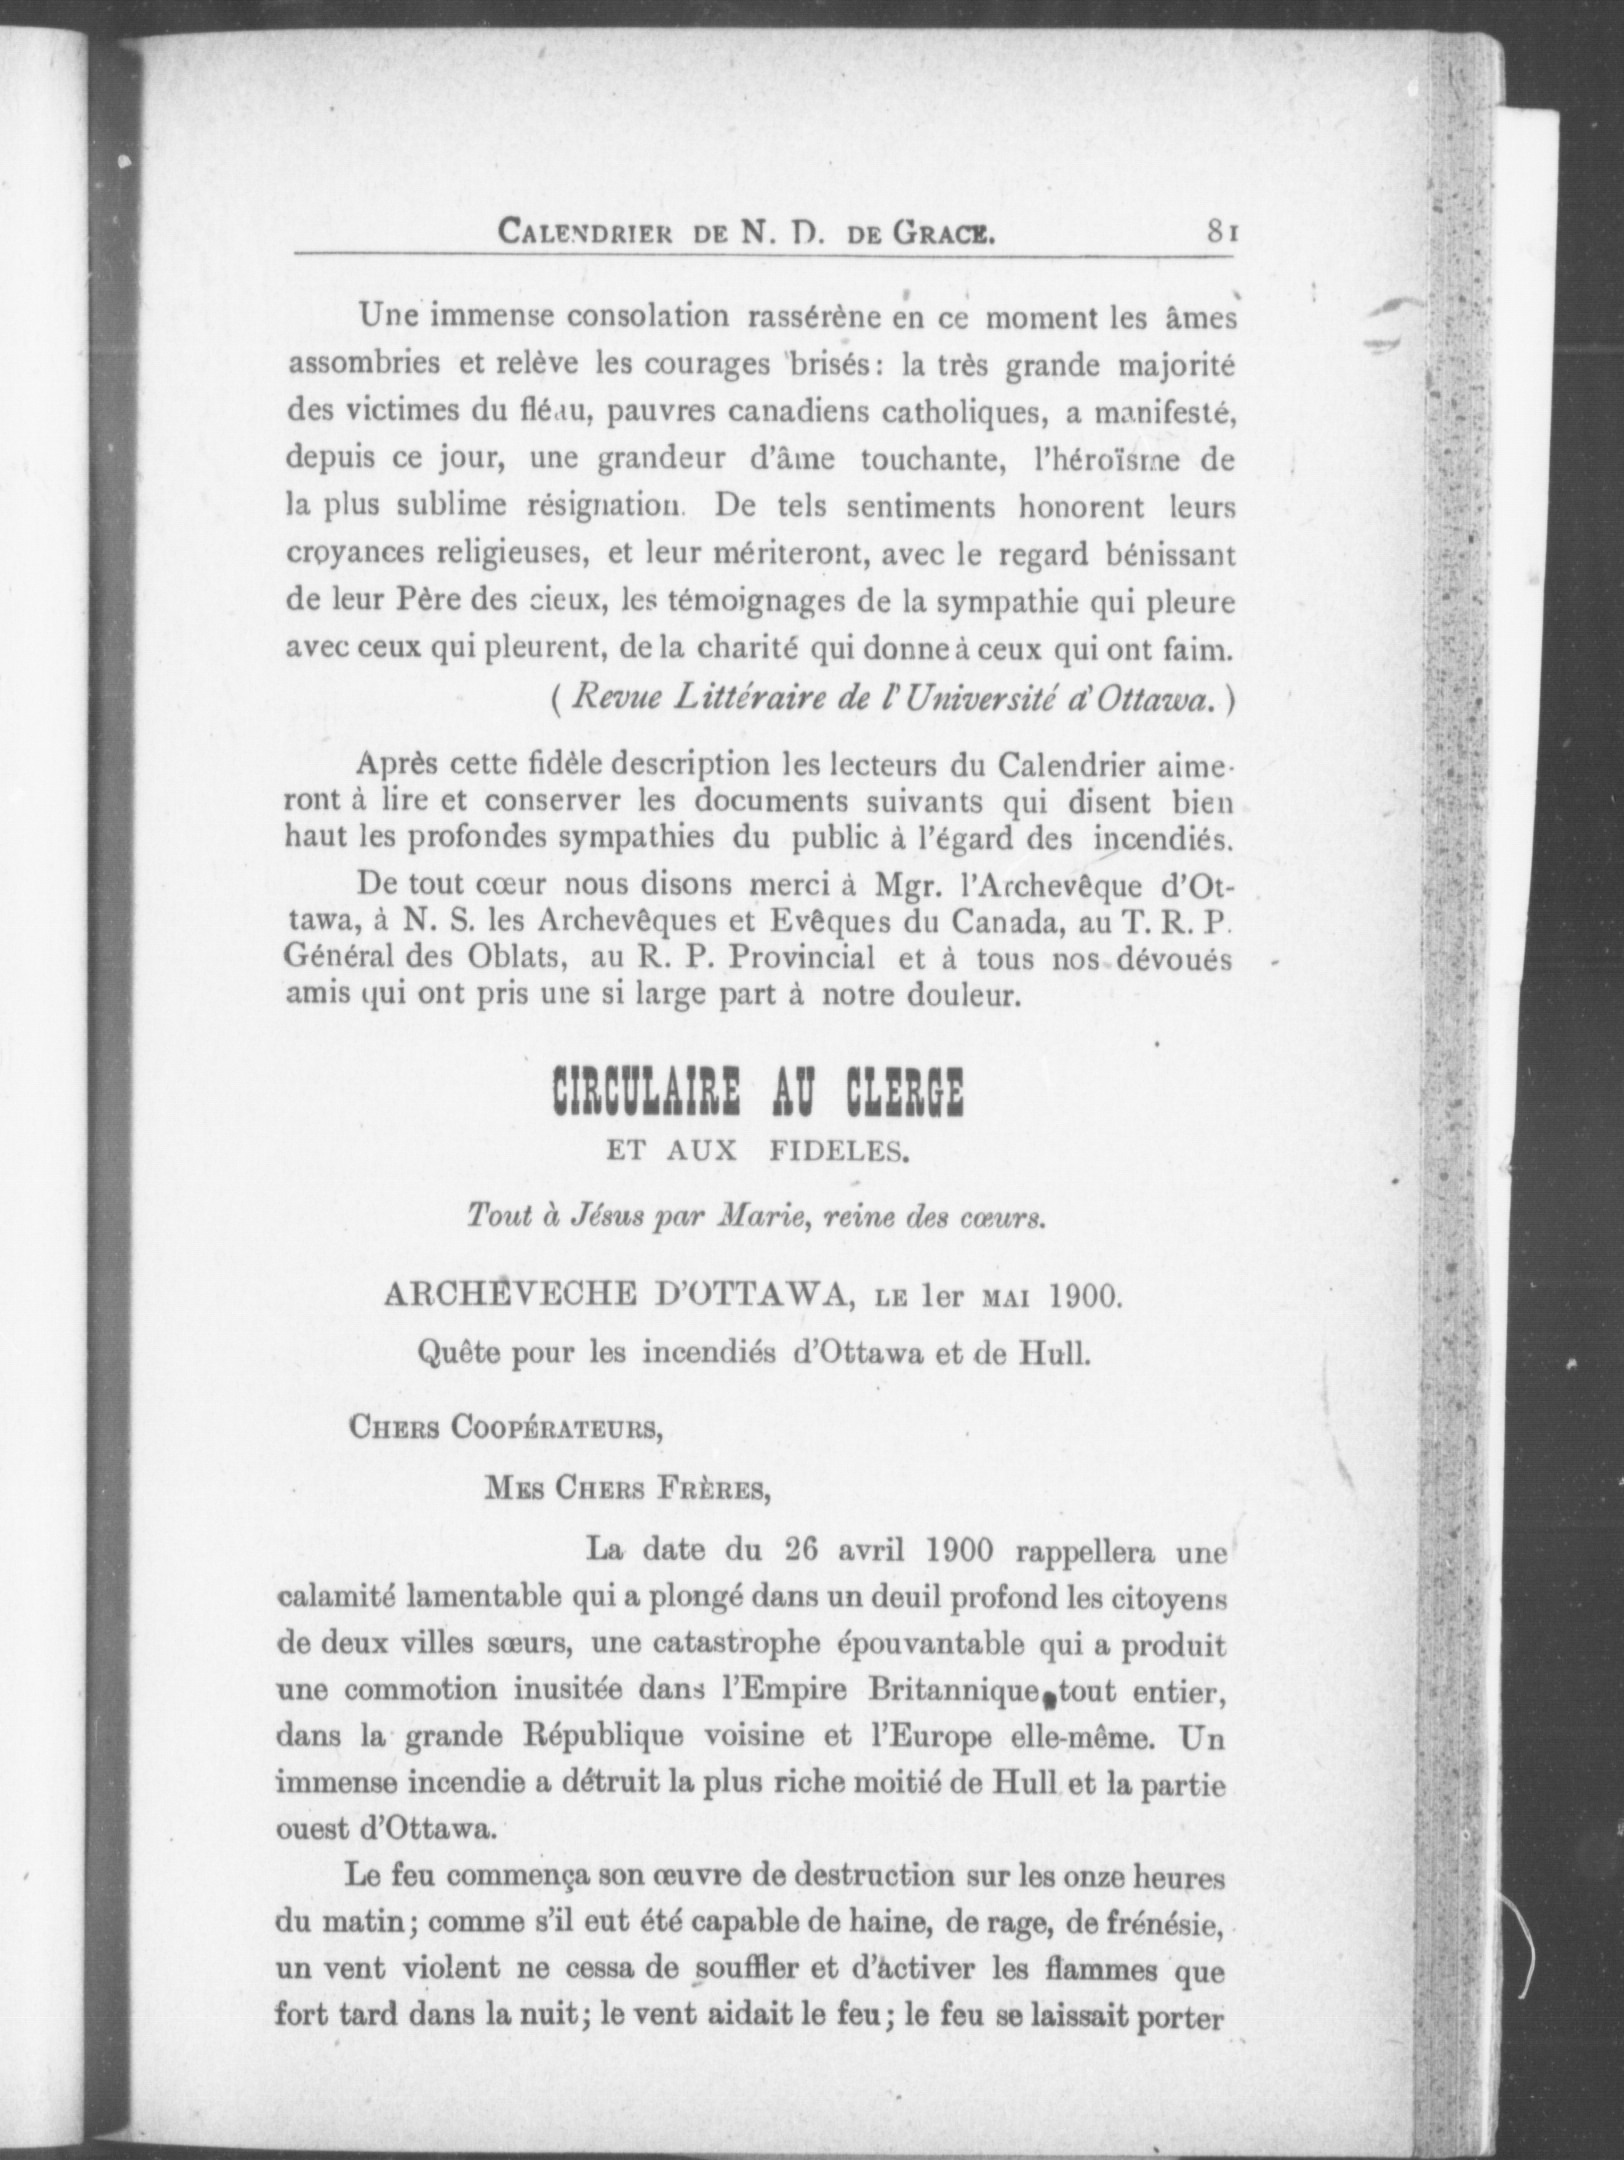 CALENDRIER DE N. D. DE GRACE. 81
Une immense consolation rassérène en ce moment les âmes
assombries et relève les courages brisés: la très grande majorité
des victimes du fléau, pauvres canadiens catholiques, a manifesté,
depuis ce jour, une grandeur d'âme touchante, l'héroïsme de
la plus sublime résignation. De tels sentiments honorent leurs
croyances religieuses, et leur mériteront, avec le regard bénissant
de leur Père des cieux, les témoignages de la sympathie qui pleure
avec ceux qui pleurent, de la charité qui donne à ceux qui ont faim.
(Revue Littéraire de l'Université d'Ottawa.)
Après cette fidèle description les lecteurs du Calendrier aime-
ront à lire et conserver les documents suivants qui disent bien
haut les profondes sympathies du public à l'égard des incendiés.
De tout cœur nous disons merci à Mgr. l'Archevêque d'Ot-
tawa, à N. S. les Archevêques et Evêques du Canada, au T. R. P.
Général des Oblats, au R. P. Provincial et à tous nos dévoués
amis qui ont pris une si large part à notre douleur.
CIRCULAIRE AU CLERGE
ET AUX FIDELES.
Tout à Jésus par Marie, reine des cœurs.
ARCHEVECHE D'OTTAWA, LE 1er MAI 1900.
Quête pour les incendiés d'Ottawa et de Hull.
CHERS COOPÉRATEURS,
MES CHERS FRÈRES,
La date du 26 avril 1900 rappellera une
calamité lamentable qui a plongé dans un deuil profond les citoyens
de deux villes sœurs, une catastrophe épouvantable qui a produit
une commotion inusitée dans l'Empire Britannique tout entier,
dans la grande République voisine et l'Europe elle-même. Un
immense incendie a détruit la plus riche moitié de Hull et la partie
ouest d'Ottawa.
Le feu commença son œuvre de destruction sur les onze heures
du matin; comme s'il eut été capable de haine, de rage, de frénésie,
un vent violent ne cessa de souffler et d'activer les flammes que
fort tard dans la nuit; le vent aidait le feu; le feu se laissait porter